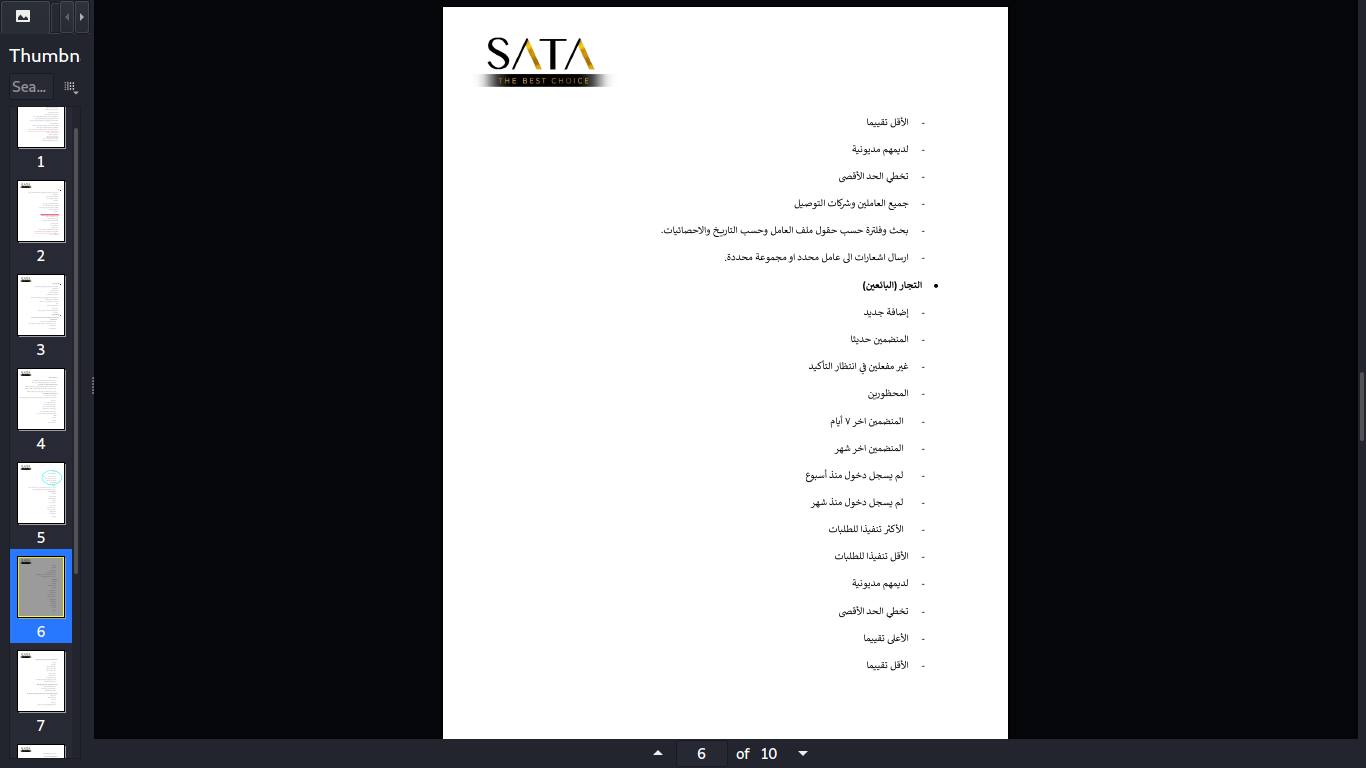 Thumbn
Sea...
1
2
3
4
5
6
7
SATA
THE BEST CHOICE
- الأقل تقييما
- لديمهم مديونية
- تخطي الحد الأقصى
- جميع العاملين وشركات التوصيل
- بحث وفلترة حسب حقول ملف العامل وحسب التاريخ والاحصائيات.
- ارسال اشعارات الى عامل محدد او مجموعة محددة.
• التجار (البائعين)
- إضافة جديد
- المنضمين حديثا
- غير مفعلين في انتظار التأكيد
- المحظورين
- المنضمين اخر ٧ أيام
- المنضمين اخر شهر
- لم يسجل دخول منذ أسبوع
- لم يسجل دخول منذ شهر
- الأكثر تنفيذا للطلبات
- الأقل تنفيذا للطلبات
- لديمهم مديونية
- تخطي الحد الأقصى
- الأعلى تقييما
- الأقل تقييما
6 of 10